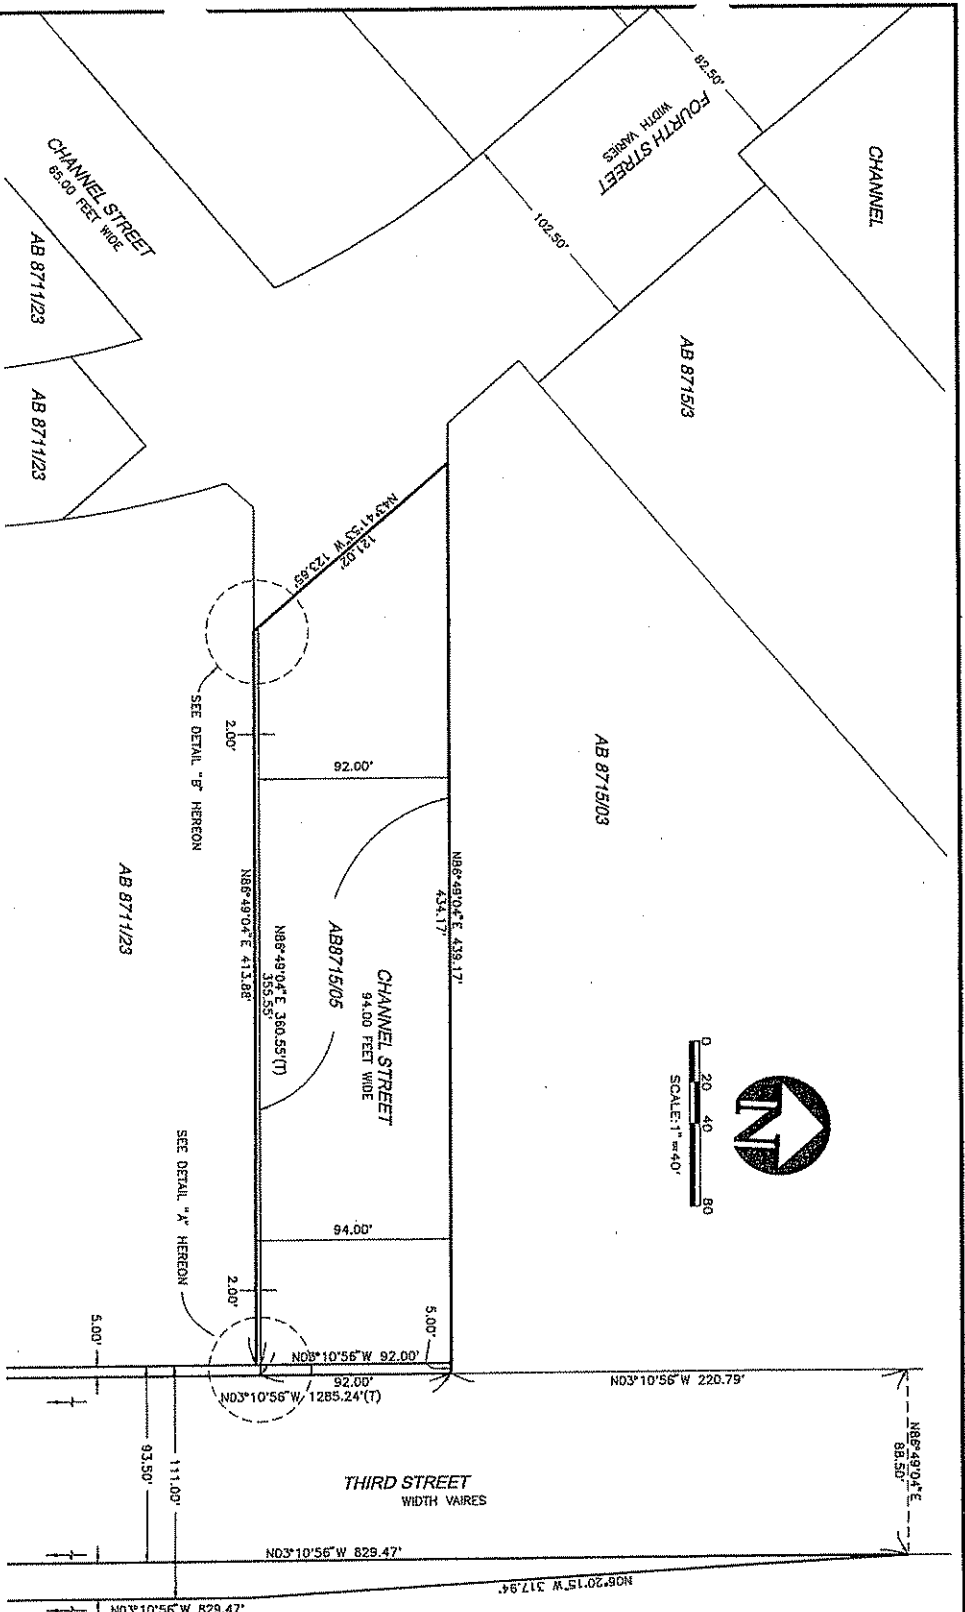 82.50'
FOURTH STREET
WIDTH VARIES
CHANNEL
102.50'
CHANNEL STREET
65.00 FEET WIDE
AB 8711/23
AB 8711/23
AB 8715/3
N43°41'53"W 123.65'
121.02'
SEE DETAIL "B" HEREON
2.00'
92.00'
AB 8715/03
N86°49'04"E 439.17'
434.17'
AB8715/05
CHANNEL STREET
94.00 FEET WIDE
N86°49'04"E 360.55'(T)
355.55'
N86°49'04"E 413.88'
AB 8711/23
N
0 20 40 80
SCALE:1"=40'
SEE DETAIL "A" HEREON
94.00'
2.00'
5.00'
5.00'
N03°10'56"W 92.00'
92.00'
N03°10'56"W 1285.24'(T)
N03°10'56"W 220.79'
N86°49'04"E
88.50'
93.50'
111.00'
THIRD STREET
WIDTH VAIRES
N03°10'56"W 829.47'
N06°20'15"W 317.94'
N03°10'56"W 829.47'